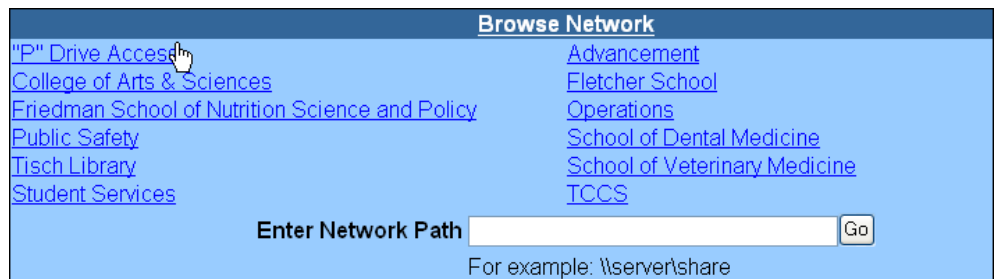 Browse Network
"P" Drive Access
College of Arts & Sciences
Friedman School of Nutrition Science and Policy
Public Safety
Tisch Library
Student Services
Advancement
Fletcher School
Operations
School of Dental Medicine
School of Veterinary Medicine
TCCS
Enter Network Path Go
For example: \\server\share